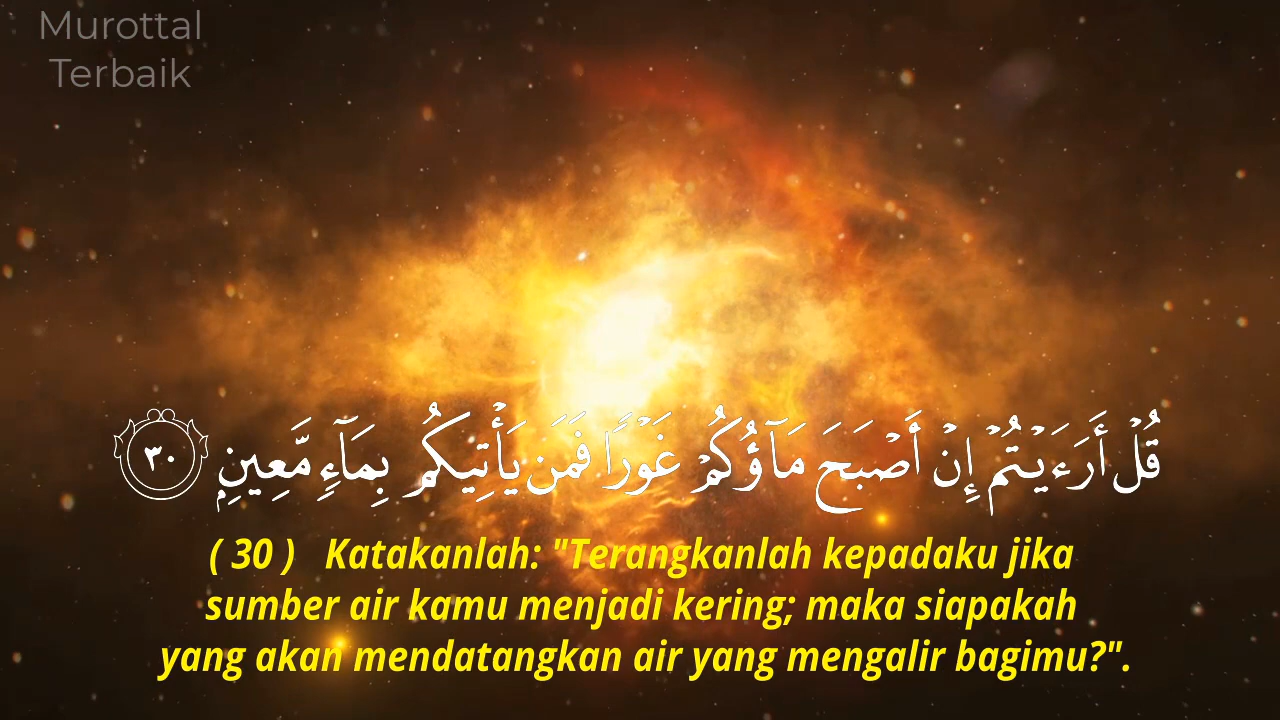 Murottal
Terbaik
قُلْ أَرَءَيْتُمْ إِنْ أَصْبَحَ مَآؤُكُمْ غَوْرًا فَمَن يَأْتِيكُم بِمَآءٍ مَّعِينٍۭ ٣٠
( 30 ) Katakanlah: "Terangkanlah kepadaku jika
sumber air kamu menjadi kering; maka siapakah
yang akan mendatangkan air yang mengalir bagimu?".